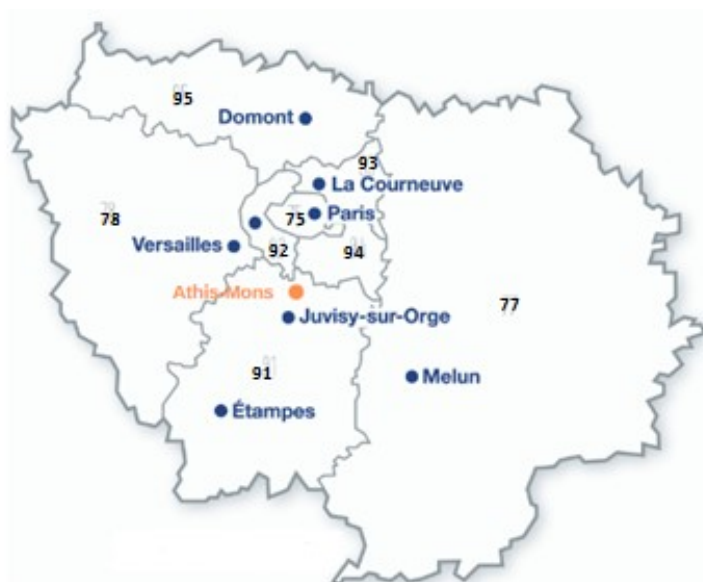 95
Domont
93
La Courneuve
78
75
Paris
Versailles
92
94
Athis-Mons
77
Juvisy-sur-Orge
91
Melun
Étampes